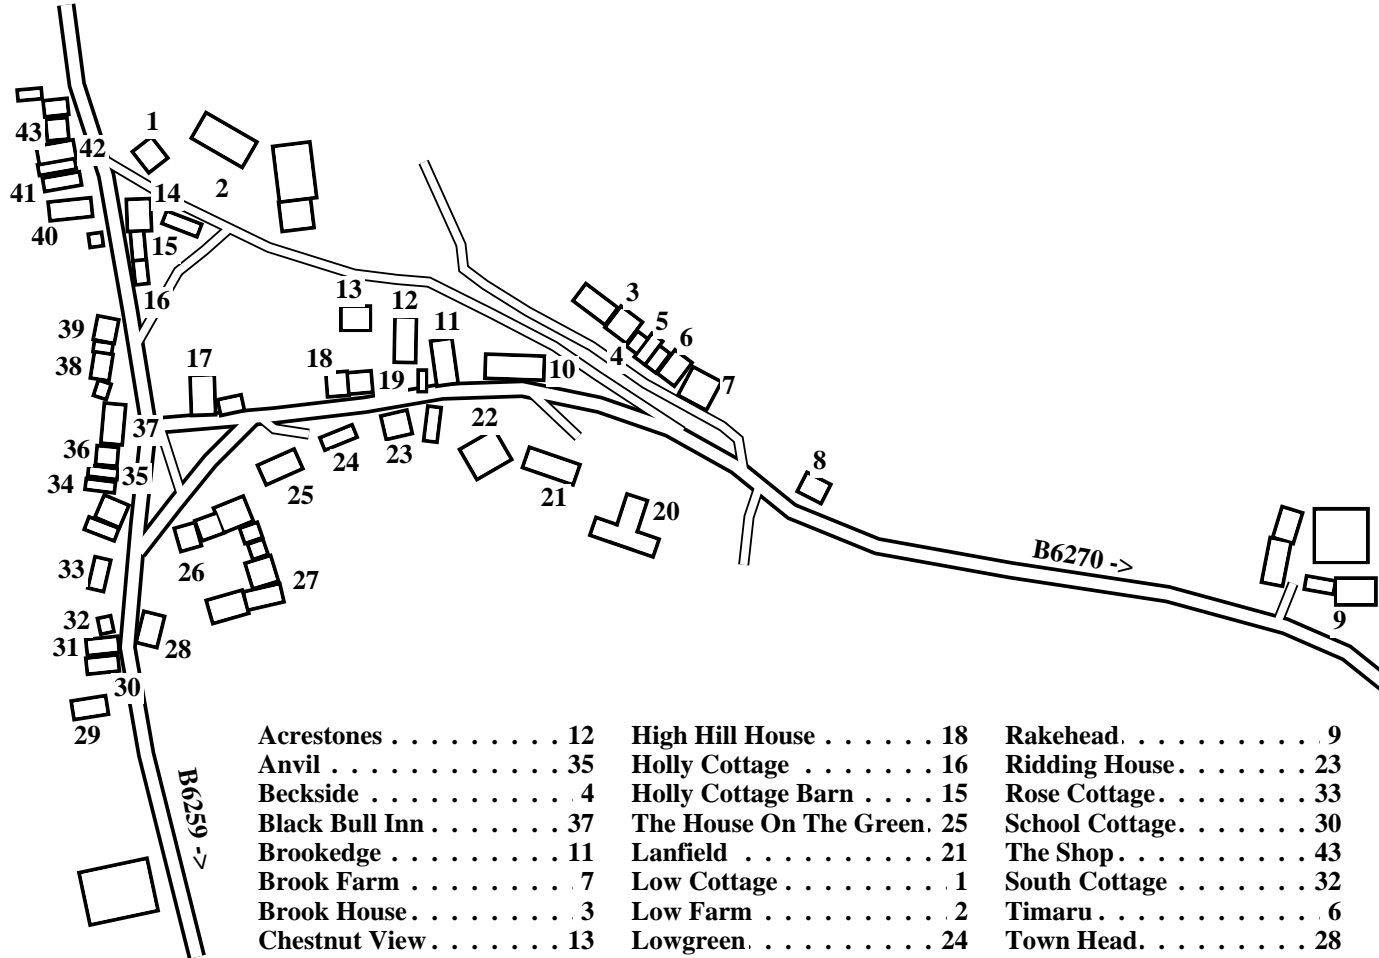 1
43
42
14
2
41
40
15
16
13
12
3
5
39
11
6
38
17
18
4
19
10
7
37
22
36
35
23
8
34
24
25
21
20
26
B6270 ->
33
27
32
9
31
28
30
29
B6259 ->
Acrestones . . . . . . . . . . 12
Anvil . . . . . . . . . . . . . 35
Beckside . . . . . . . . . . . 4
Black Bull Inn . . . . . . . . 37
Brookedge . . . . . . . . . . 11
Brook Farm . . . . . . . . . 7
Brook House . . . . . . . . . 3
Chestnut View . . . . . . . . 13
High Hill House . . . . . . 18
Holly Cottage . . . . . . . 16
Holly Cottage Barn . . . . 15
The House On The Green . 25
Lanfield . . . . . . . . . . 21
Low Cottage . . . . . . . . 1
Low Farm . . . . . . . . . 2
Lowgreen . . . . . . . . . . 24
Rakehead . . . . . . . . . . 9
Ridding House . . . . . . . 23
Rose Cottage . . . . . . . . 33
School Cottage . . . . . . . 30
The Shop . . . . . . . . . . 43
South Cottage . . . . . . . 32
Timaru . . . . . . . . . . . 6
Town Head . . . . . . . . . 28